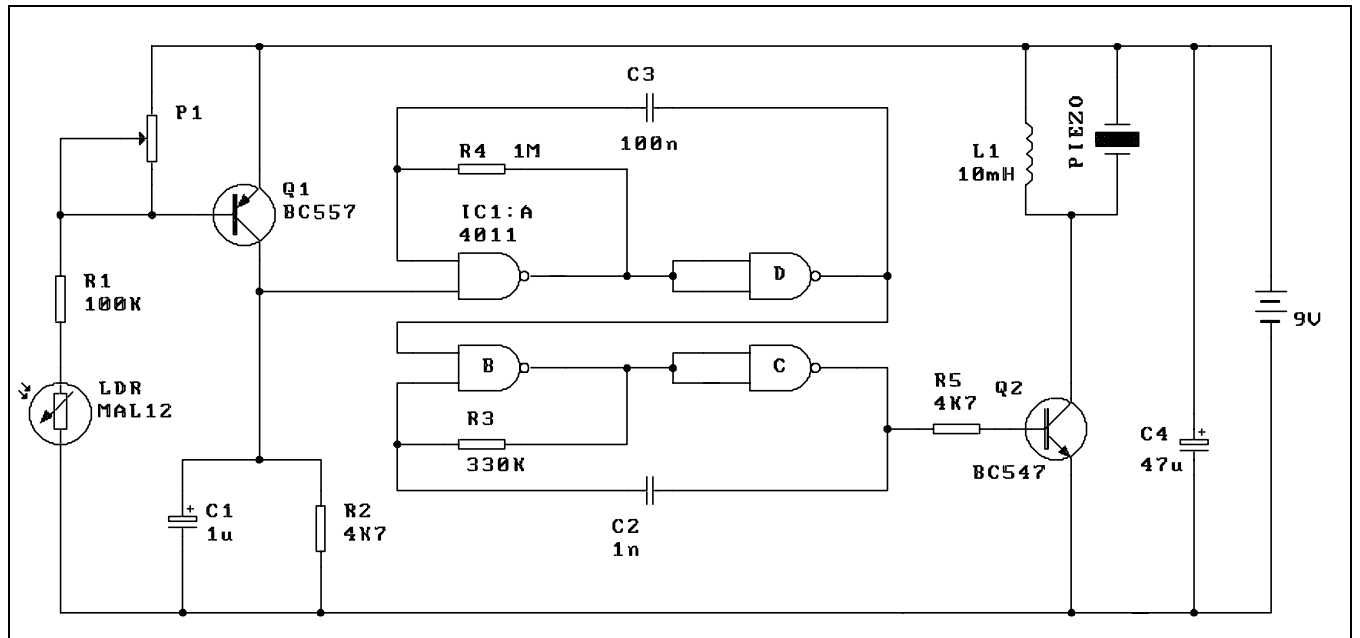 C3
100n
P1
R4 1M
Q1
BC557
IC1:A
4011
D
L1
10mH
PIEZO
R1
100K
9V
B
C
LDR
MAL12
R3
330K
R5
4K7
Q2
BC547
C4
+
47u
+
C1
1u
R2
4K7
C2
1n